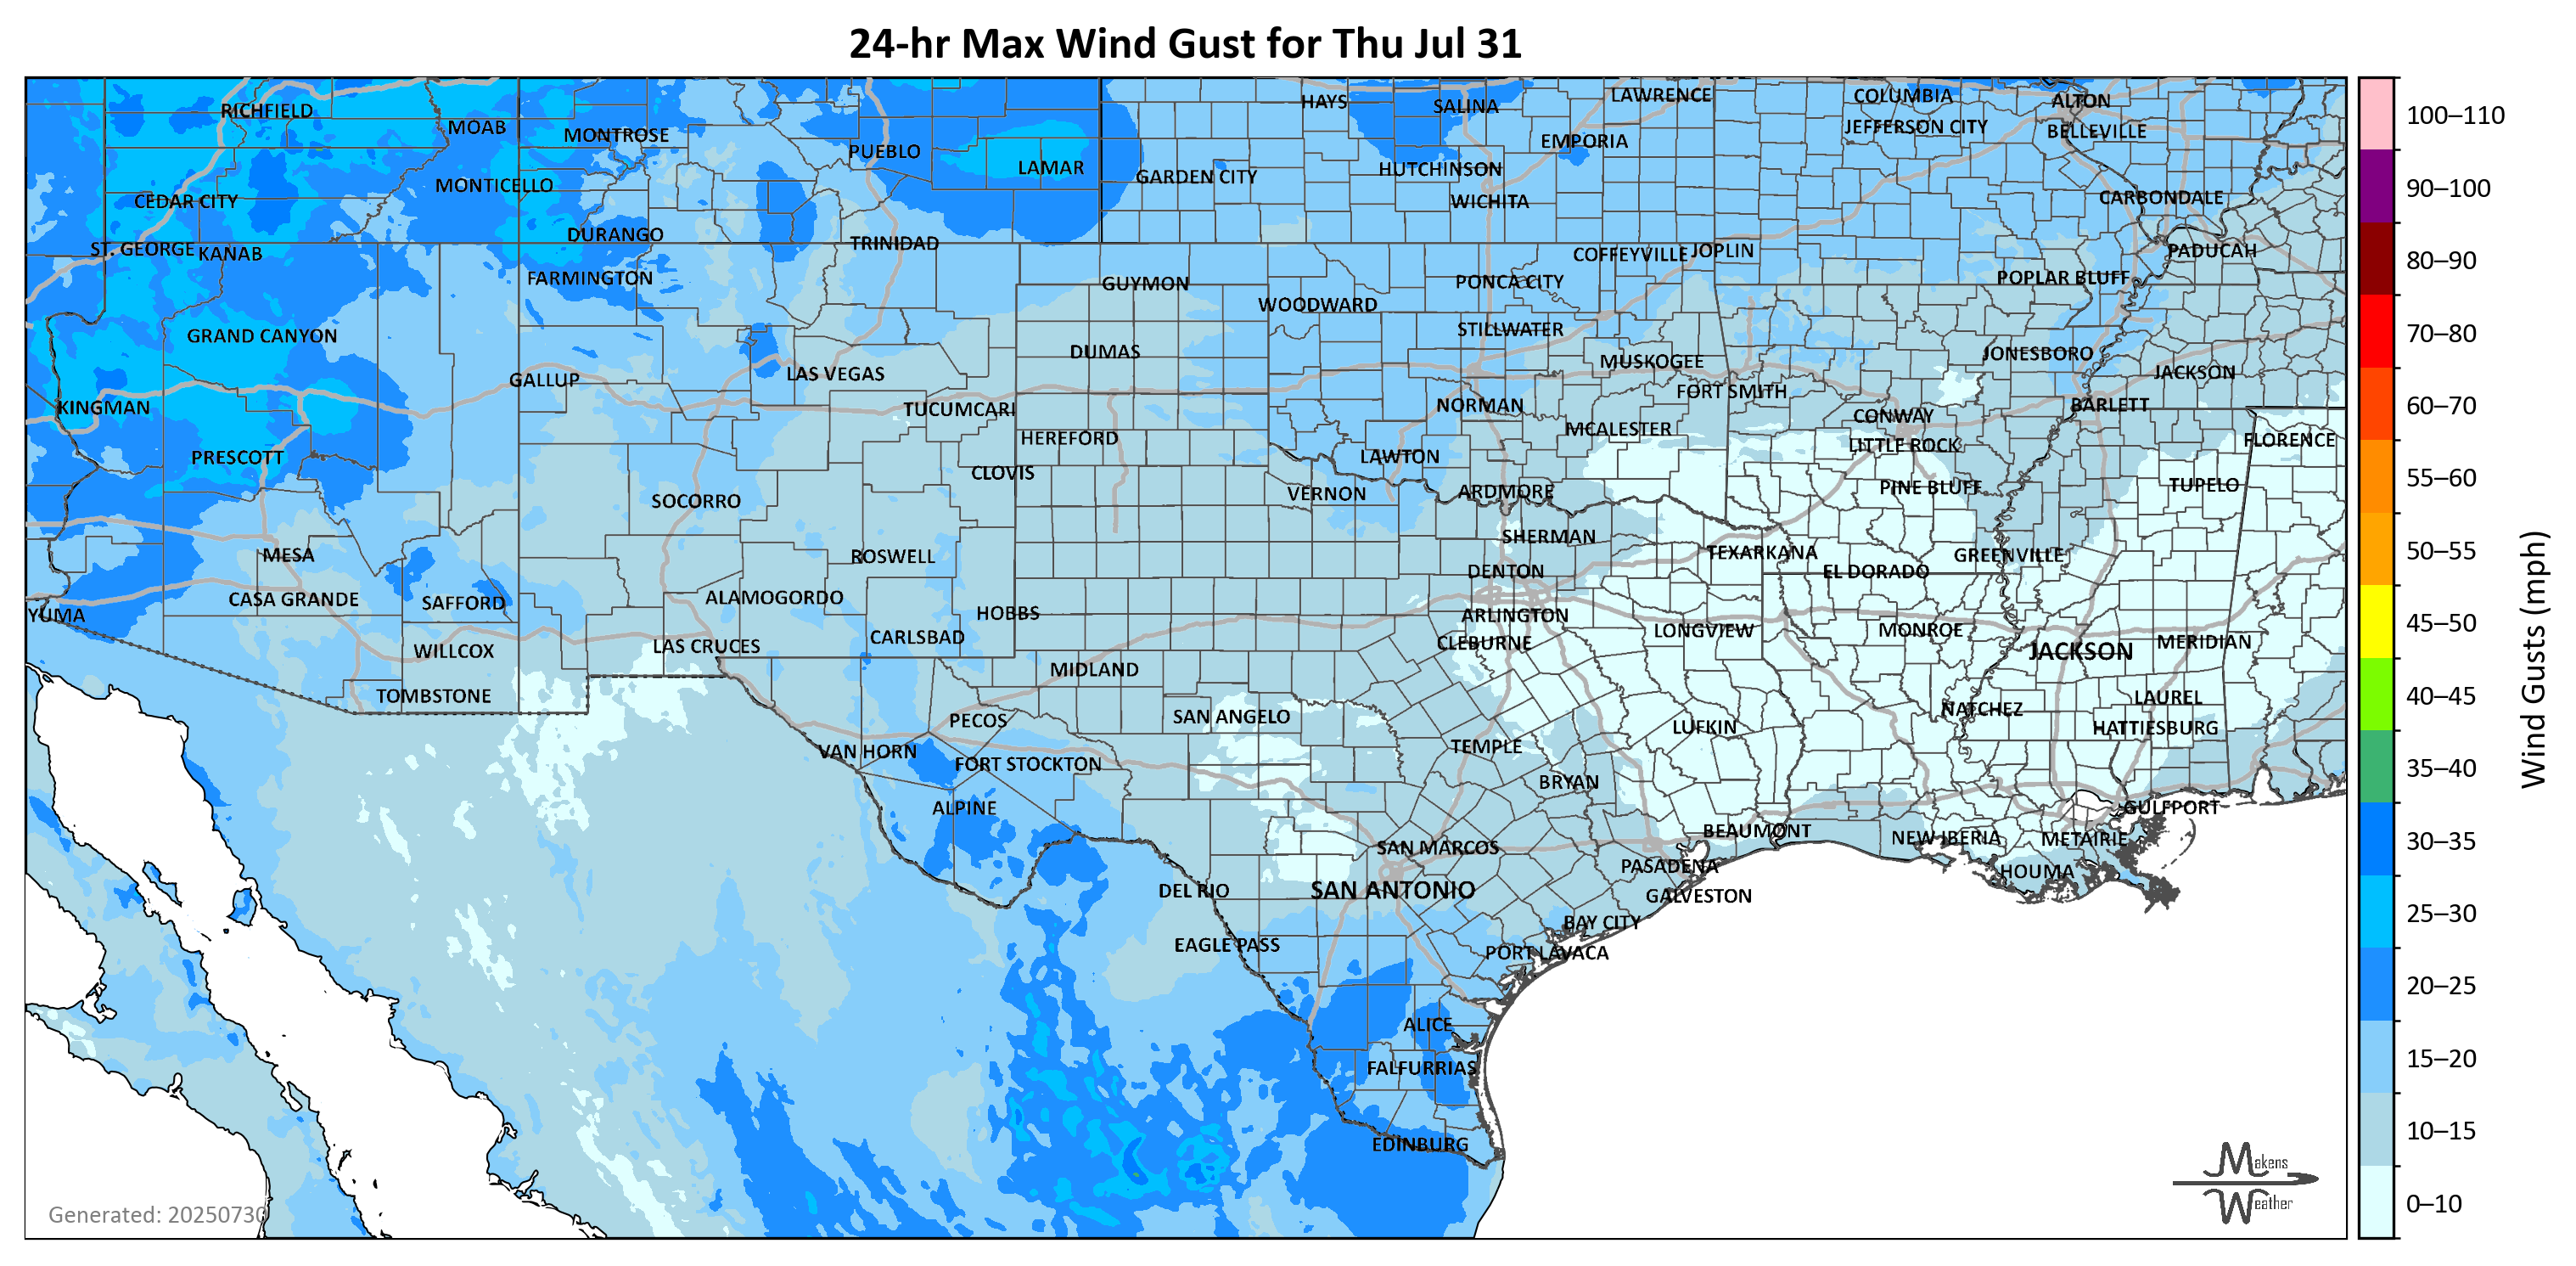 24-hr Max Wind Gust for Thu Jul 31
RICHFIELD
MOAB
MONTROSE
PUEBLO
LAMAR
HAYS
SALINA
LAWRENCE
COLUMBIA
ALTON
EMPORIA
JEFFERSON CITY
BELLEVILLE
MONTICELLO
GARDEN CITY
HUTCHINSON
CEDAR CITY
WICHITA
CARBONDALE
DURANGO
TRINIDAD
ST. GEORGE
KANAB
COFFEYVILLE
JOPLIN
PADUCAH
FARMINGTON
GUYMON
PONCA CITY
POPLAR BLUFF
WOODWARD
GRAND CANYON
STILLWATER
DUMAS
MUSKOGEE
JONESBORO
GALLUP
LAS VEGAS
JACKSON
FORT SMITH
KINGMAN
TUCUMCARI
NORMAN
CONWAY
BARLETT
HEREFORD
MCALESTER
LITTLE ROCK
FLORENCE
PRESCOTT
LAWTON
CLOVIS
SOCORRO
VERNON
ARDMORE
PINE BLUFF
TUPELO
SHERMAN
MESA
ROSWELL
TEXARKANA
GREENVILLE
DENTON
EL DORADO
CASA GRANDE
SAFFORD
ALAMOGORDO
YUMA
HOBBS
ARLINGTON
LAS CRUCES
CARLSBAD
CLEBURNE
LONGVIEW
MONROE
WILLCOX
JACKSON
MERIDIAN
MIDLAND
TOMBSTONE
LAUREL
PECOS
SAN ANGELO
NATCHEZ
LUFKIN
HATTIESBURG
VAN HORN
TEMPLE
FORT STOCKTON
BRYAN
ALPINE
GULFPORT
BEAUMONT
NEW IBERIA
METAIRIE
SAN MARCOS
PASADENA
HOUMA
DEL RIO
SAN ANTONIO
GALVESTON
BAY CITY
EAGLE PASS
PORT LAVACA
ALICE
FALFURRIAS
EDINBURG
Generated: 20250730
Makens
Weather
100–110
90–100
80–90
70–80
60–70
55–60
50–55
45–50
40–45
35–40
30–35
25–30
20–25
15–20
10–15
0–10
Wind Gusts (mph)